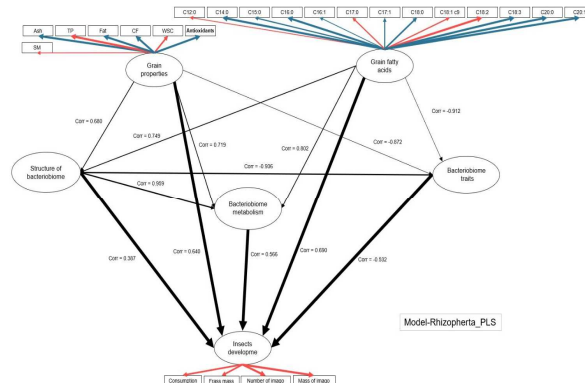 C12:0 C14:0 C15:0 C16:0 C16:1 C17:0 C17:1 C18:0 C18:1 c9 C18:2 C18:3 C20:0 C20:1
Ash TP Fat CF WSC Antioxidants
SM
Grain properties
Grain fatty acids
Corr = -0.912
Corr = 0.680
Corr = 0.749
Corr = 0.719
Corr = 0.802
Corr = -0.872
Structure of bacteriobiome
Corr = -0.936
Bacteriobiome traits
Corr = 0.959
Bacteriobiome metabolism
Corr = 0.367
Corr = 0.640
Corr = 0.566
Corr = 0.690
Corr = -0.532
Model-Rhizopherta_PLS
Insects developme
Consumption Frass mass Number of imago Mass of imago